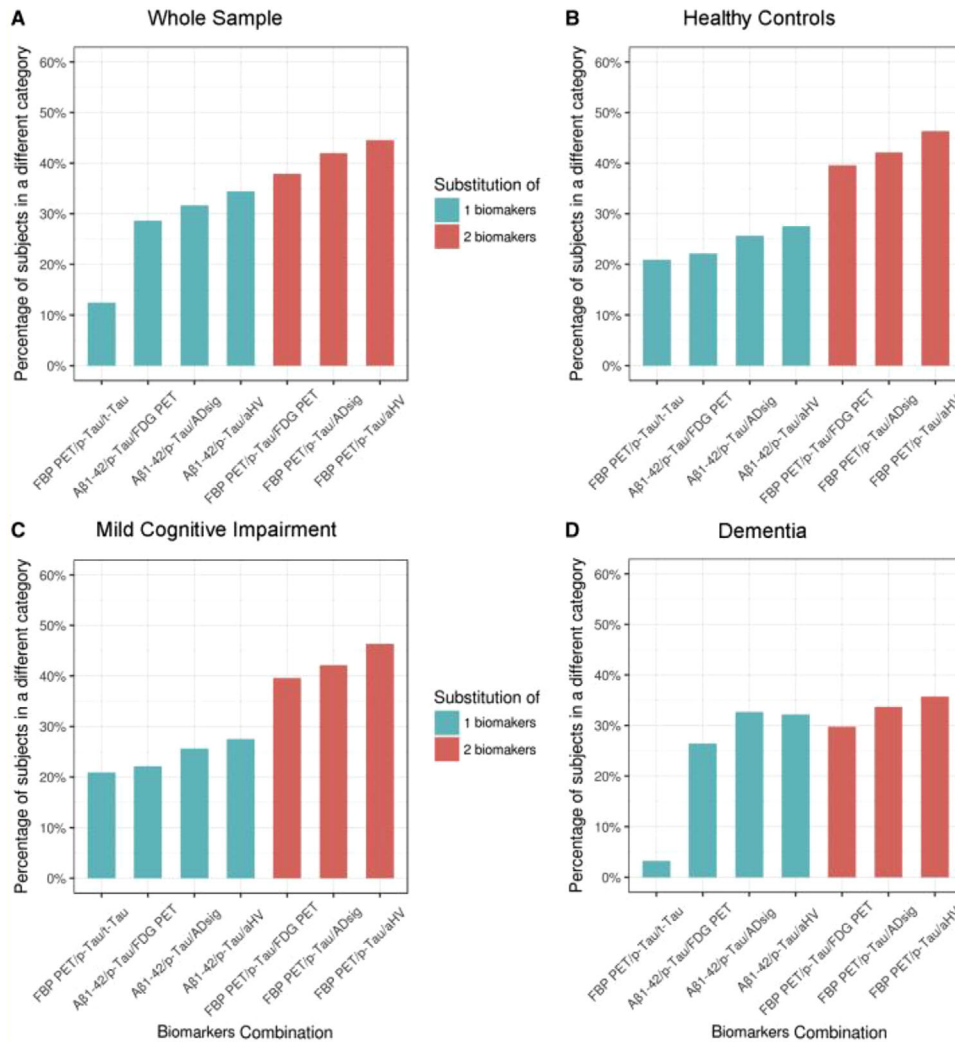 A Whole Sample
Percentage of subjects in a different category
60%
50%
40%
30%
20%
10%
0%
FBP PET/p-Tau/t-Tau
Aβ1-42/p-Tau/FDG PET
Aβ1-42/p-Tau/ADsig
Aβ1-42/p-Tau/aHV
FBP PET/p-Tau/FDG PET
FBP PET/p-Tau/ADsig
FBP PET/p-Tau/aHV
Substitution of
1 biomakers
2 biomakers
B Healthy Controls
Percentage of subjects in a different category
60%
50%
40%
30%
20%
10%
0%
FBP PET/p-Tau/t-Tau
Aβ1-42/p-Tau/FDG PET
Aβ1-42/p-Tau/ADsig
Aβ1-42/p-Tau/aHV
FBP PET/p-Tau/FDG PET
FBP PET/p-Tau/ADsig
FBP PET/p-Tau/aHV
C Mild Cognitive Impairment
Percentage of subjects in a different category
60%
50%
40%
30%
20%
10%
0%
FBP PET/p-Tau/t-Tau
Aβ1-42/p-Tau/FDG PET
Aβ1-42/p-Tau/ADsig
Aβ1-42/p-Tau/aHV
FBP PET/p-Tau/FDG PET
FBP PET/p-Tau/ADsig
FBP PET/p-Tau/aHV
Biomarkers Combination
Substitution of
1 biomakers
2 biomakers
D Dementia
Percentage of subjects in a different category
60%
50%
40%
30%
20%
10%
0%
FBP PET/p-Tau/t-Tau
Aβ1-42/p-Tau/FDG PET
Aβ1-42/p-Tau/ADsig
Aβ1-42/p-Tau/aHV
FBP PET/p-Tau/FDG PET
FBP PET/p-Tau/ADsig
FBP PET/p-Tau/aHV
Biomarkers Combination